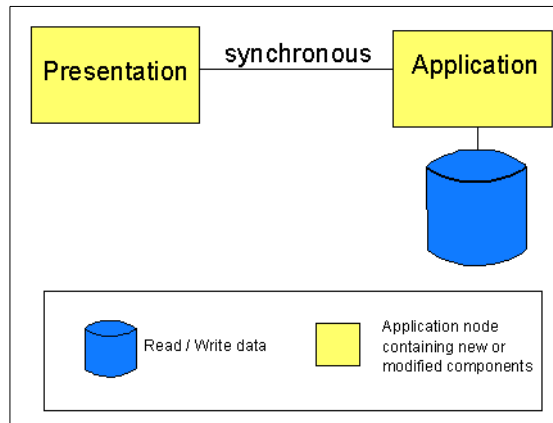 Presentation
synchronous
Application
Read / Write data
Application node
containing new or
modified components